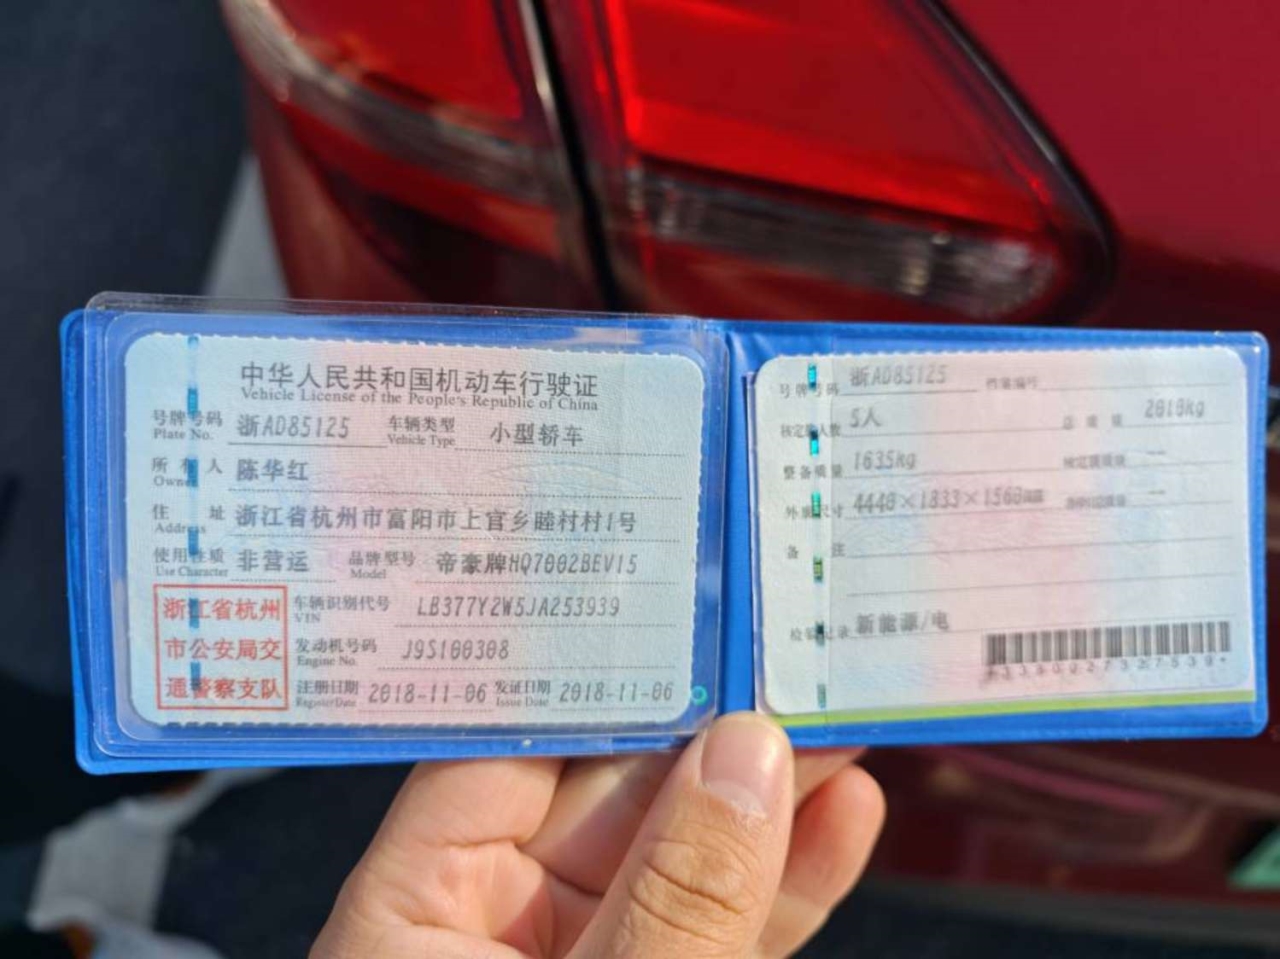 中华人民共和国机动车行驶证
Vehicle License of the People's Republic of China
号牌号码 浙AD85125 车辆类型 小型轿车
Plate No. Vehicle Type
所有人 陈华红
Owner
住址 浙江省杭州市富阳市上官乡睦村村1号
Address
使用性质 非营运 品牌型号 帝豪牌HQ7002BEV15
Use Character Model
浙江省杭州
市公安局交
通警察支队
车辆识别代号 LB377Y2W5JA253939
VIN
发动机号码 J9S100308
Engine No.
注册日期 2018-11-06 发证日期 2018-11-06
Register Date Issue Date
号牌号码 浙AD85125 档案编号
核定载人数 5人 总质量 2010kg
整备质量 1635kg 核定载质量 --
外廓尺寸 4440×1833×1560mm 准牵引总质量 --
备注
检验记录 新能源/电